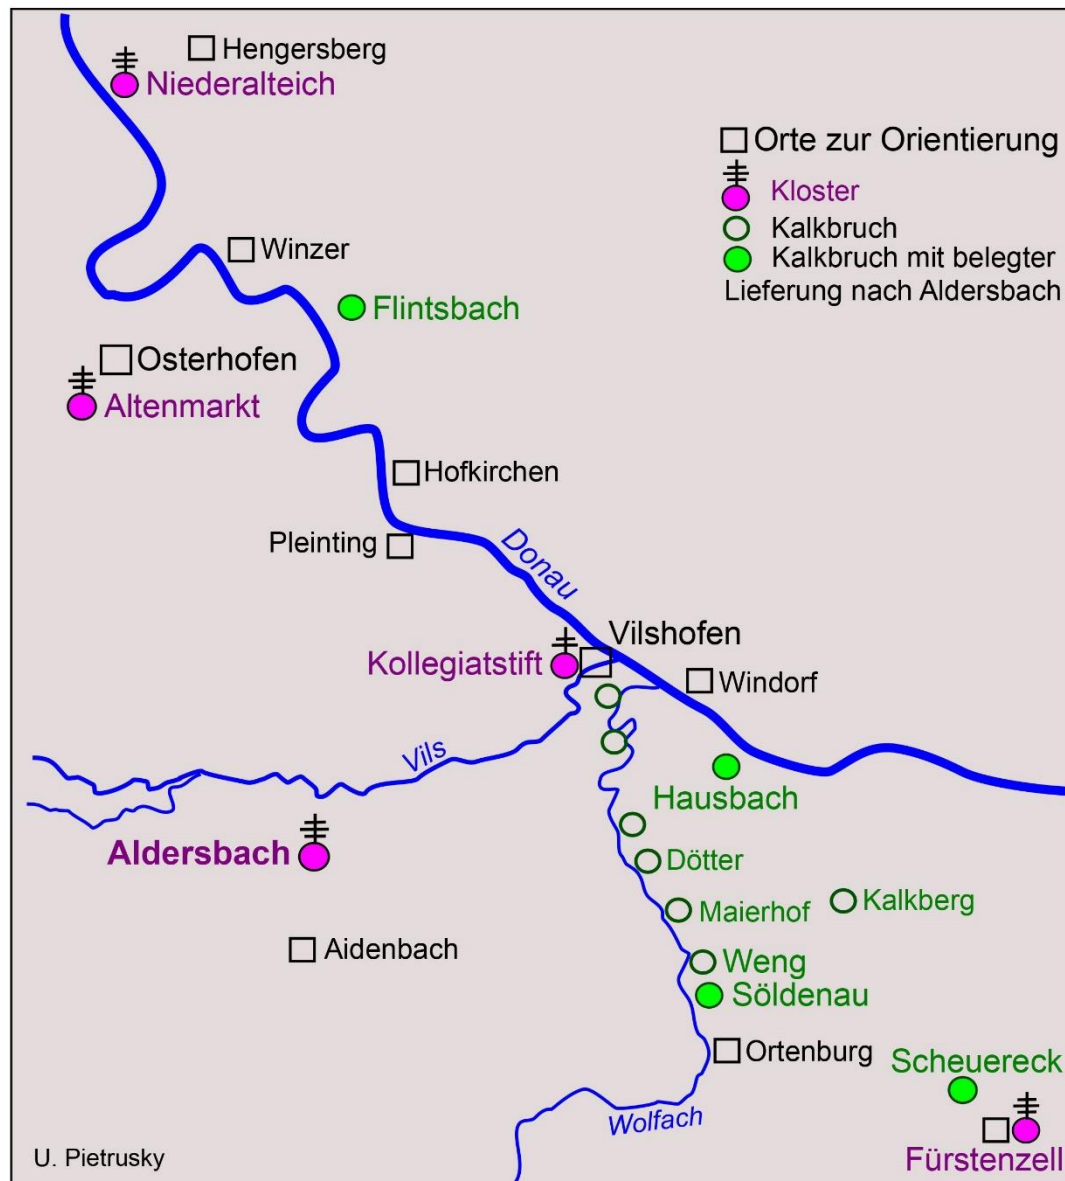 Hengersberg
Niederalteich
Orte zur Orientierung
Kloster
Kalkbruch
Kalkbruch mit belegter
Lieferung nach Aldersbach
Winzer
Flintsbach
Osterhofen
Altenmarkt
Hofkirchen
Pleinting
Donau
Vilshofen
Kollegiatstift
Windorf
Vils
Hausbach
Aldersbach
Dötter
Maierhof
Kalkberg
Aidenbach
Weng
Söldenau
Ortenburg
Scheuereck
Wolfach
U. Pietrusky
Fürstenzell